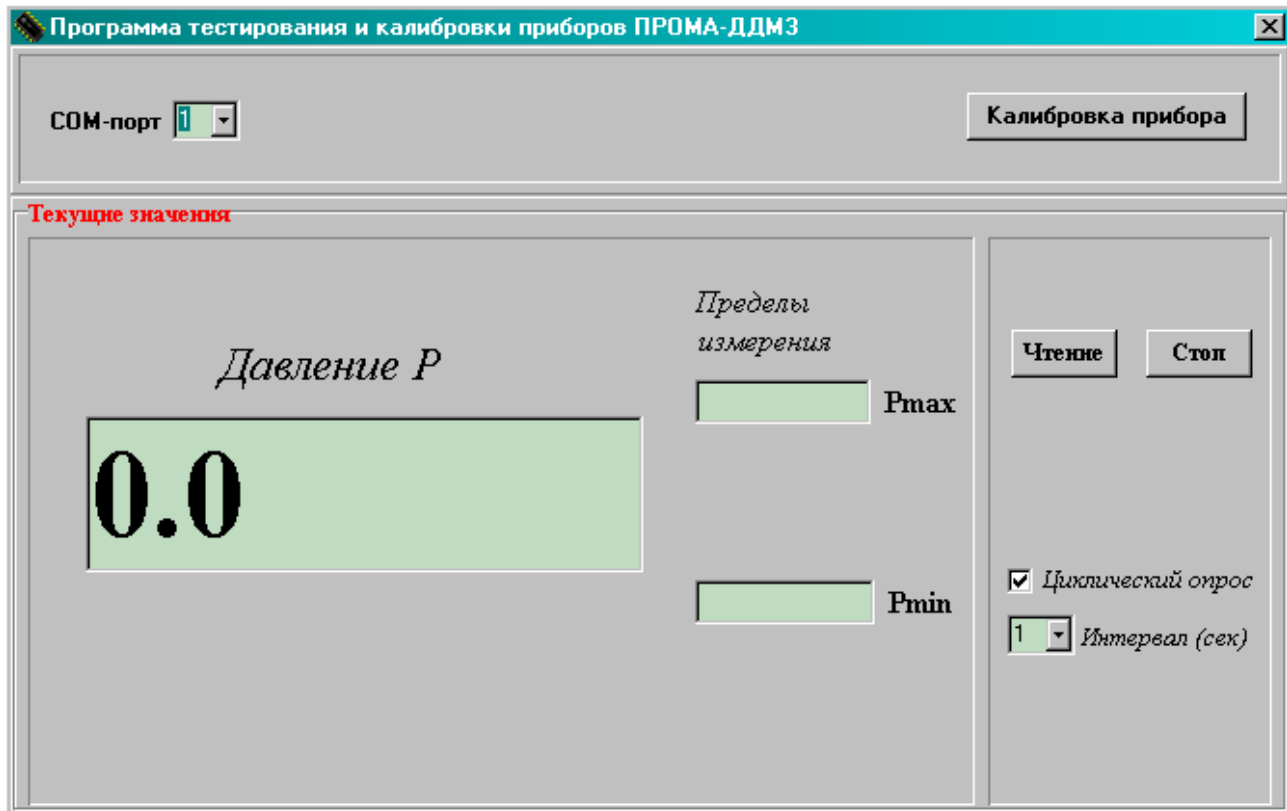 Программа тестирования и калибровки приборов ПРОМА-ДДМЗ
COM-порт 1
Калибровка прибора
Текущие значения
Давление P
0.0
Пределы
измерения
Pmax
Pmin
Чтение
Стоп
Циклический опрос
1 Интервал (сек)